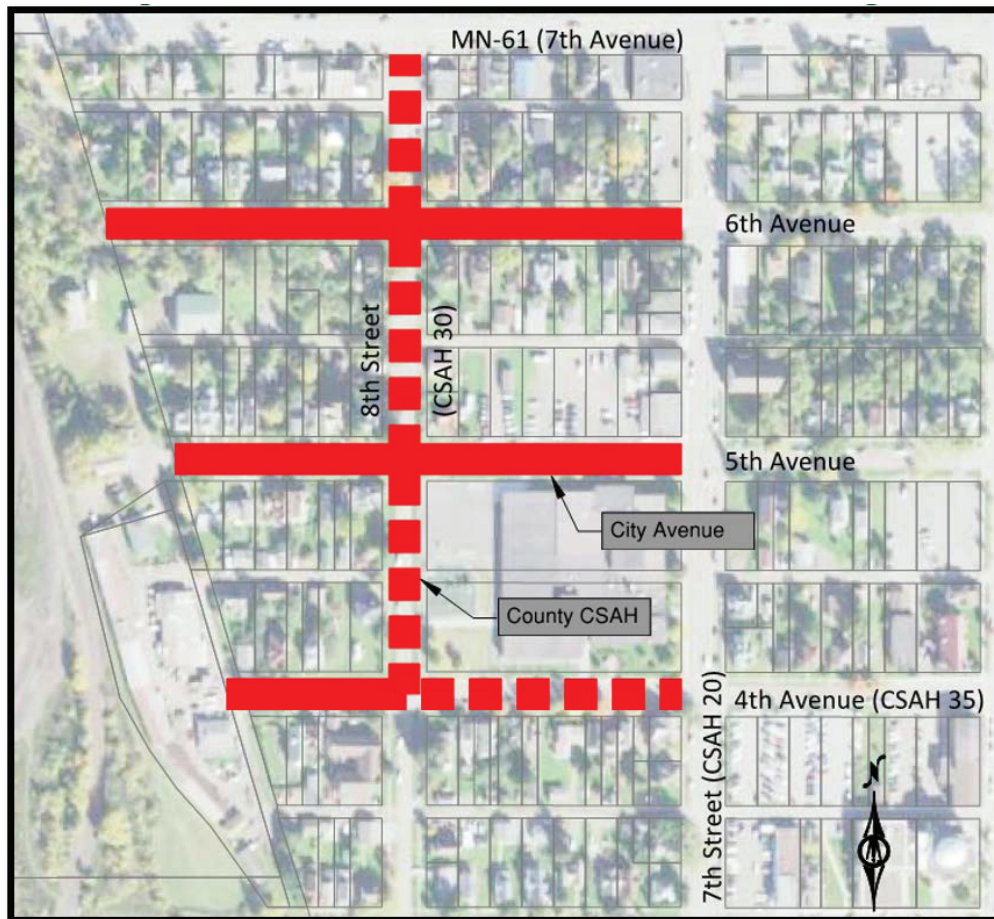 MN-61 (7th Avenue)
6th Avenue
8th Street
(CSAH 30)
5th Avenue
City Avenue
County CSAH
7th Street (CSAH 20)
4th Avenue (CSAH 35)
N